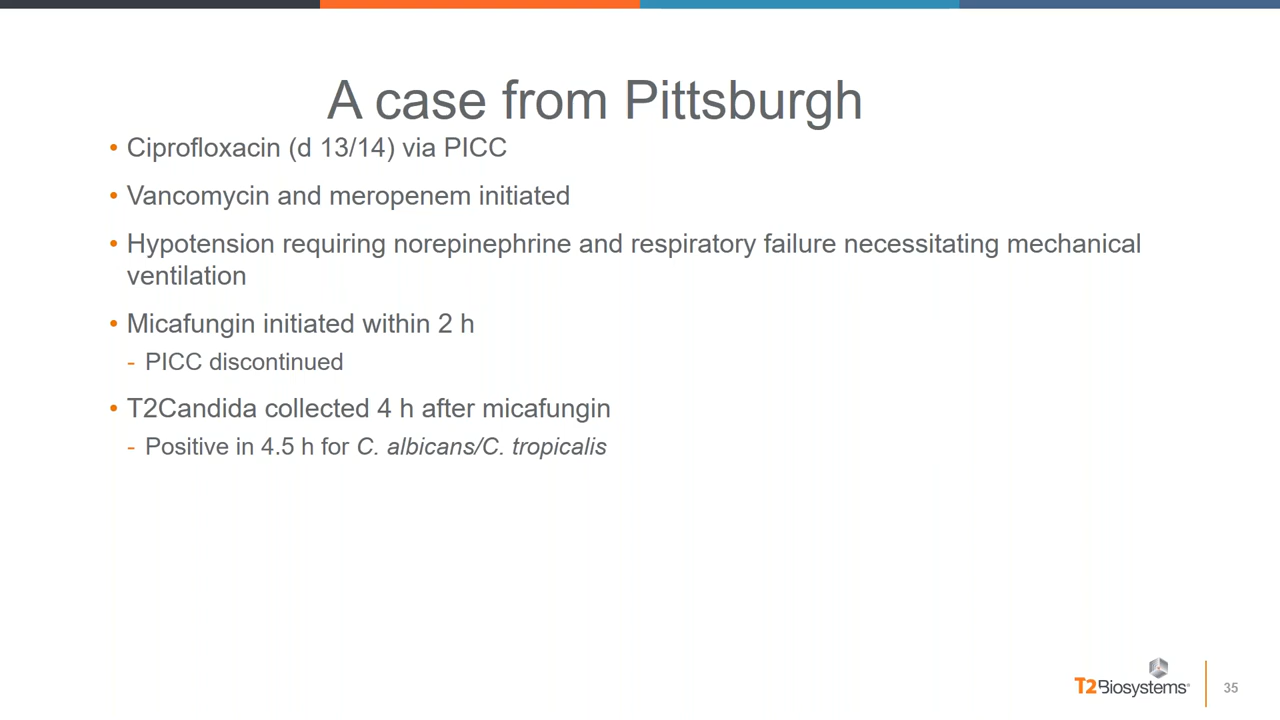 A case from Pittsburgh
• Ciprofloxacin (d 13/14) via PICC
• Vancomycin and meropenem initiated
• Hypotension requiring norepinephrine and respiratory failure necessitating mechanical
ventilation
• Micafungin initiated within 2 h
- PICC discontinued
• T2Candida collected 4 h after micafungin
- Positive in 4.5 h for C. albicans/C. tropicalis
T2Biosystems®
35